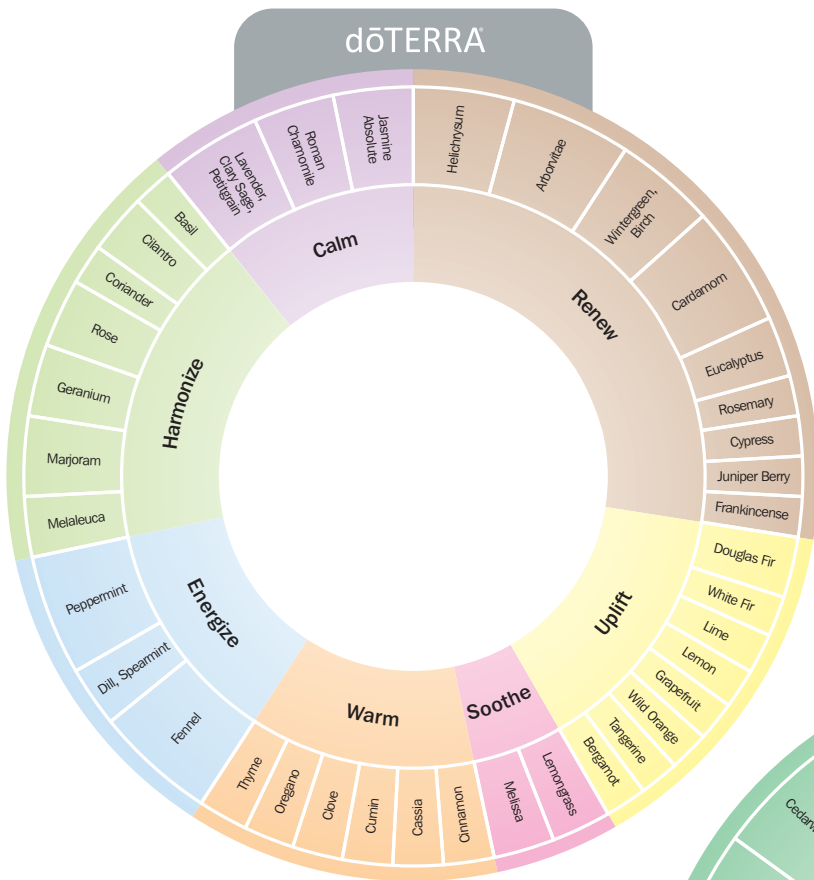 dōTERRA®
Calm
Lavender,
Clary Sage,
Petitgrain
Roman
Chamomile
Jasmine
Absolute
Renew
Helichrysum
Arborvitae
Wintergreen,
Birch
Cardamom
Eucalyptus
Rosemary
Cypress
Juniper Berry
Frankincense
Uplift
Douglas Fir
White Fir
Lime
Lemon
Grapefruit
Wild Orange
Tangerine
Bergamot
Soothe
Lemongrass
Melissa
Warm
Cinnamon
Cassia
Cumin
Clove
Oregano
Thyme
Energize
Fennel
Dill, Spearmint
Peppermint
Harmonize
Melaleuca
Marjoram
Geranium
Rose
Coriander
Cilantro
Basil